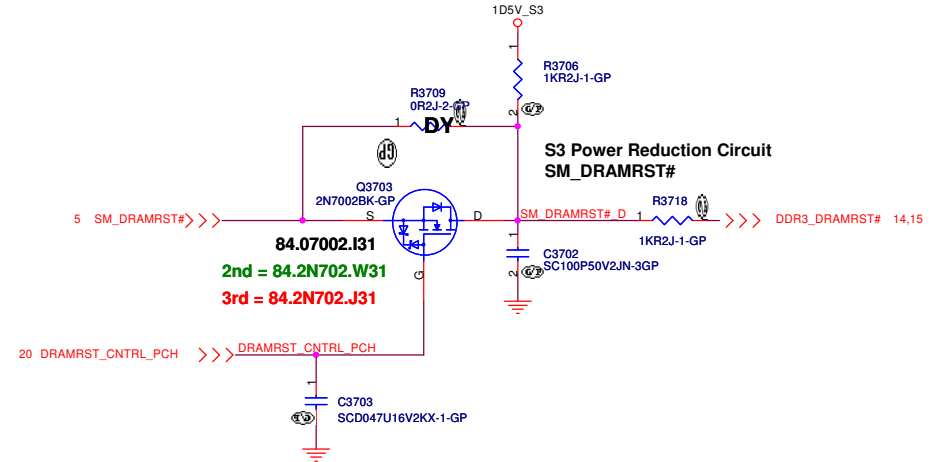 1D5V_S3
1
R3706
1KR2J-1-GP
2
R3709
0R2J-2-GP
1
DY
S3 Power Reduction Circuit
SM_DRAMRST#
Q3703
2N7002BK-GP
5 SM_DRAMRST#
S
D
SM_DRAMRST#_D
1
R3718
1KR2J-1-GP
DDR3_DRAMRST# 14,15
84.07002.I31
2nd = 84.2N702.W31
3rd = 84.2N702.J31
G
1
C3702
SC100P50V2JN-3GP
2
20 DRAMRST_CNTRL_PCH
DRAMRST_CNTRL_PCH
1
C3703
SCD047U16V2KX-1-GP